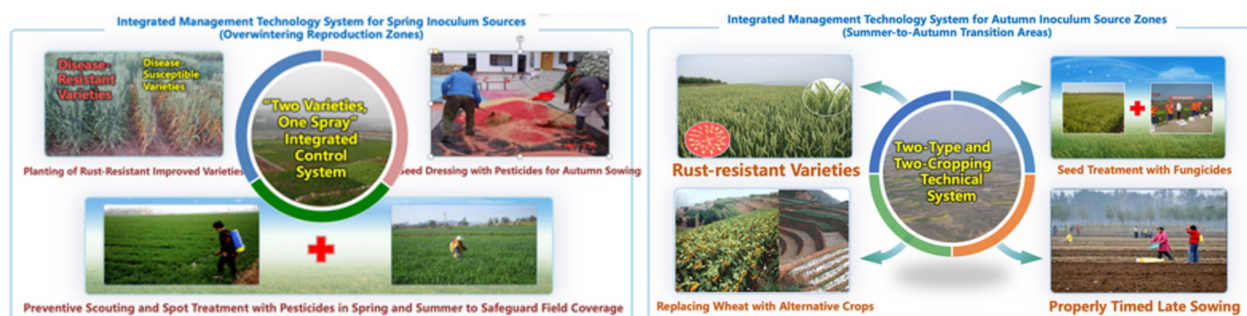 Integrated Management Technology System for Spring Inoculum Sources
(Overwintering Reproduction Zones)
Disease-
Resistant
Varieties
Disease-
Susceptible
Varieties
"Two Varieties,
One Spray"
Integrated
Control
System
Planting of Rust-Resistant Improved Varieties
Seed Dressing with Pesticides for Autumn Sowing
Preventive Scouting and Spot Treatment with Pesticides in Spring and Summer to Safeguard Field Coverage
Integrated Management Technology System for Autumn Inoculum Source Zones
(Summer-to-Autumn Transition Areas)
Two-Type and
Two-Cropping
Technical
System
Rust-resistant Varieties
Seed Treatment with Fungicides
Replacing Wheat with Alternative Crops
Properly Timed Late Sowing